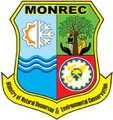 MONREC
Ministry of Natural Resources & Environmental Conservation